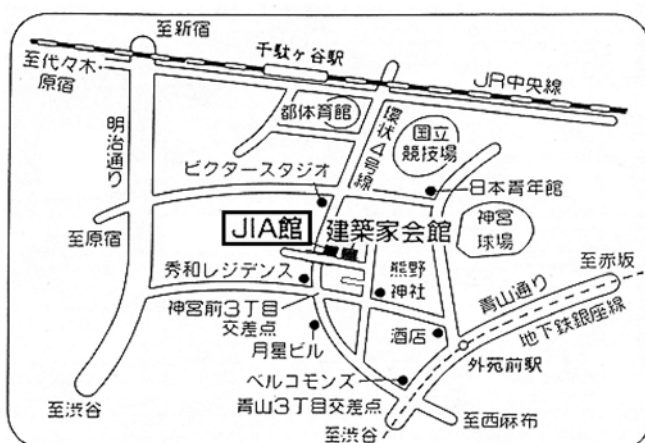 至新宿
千駄ヶ谷駅
至代々木・
原宿
JR中央線
明治通り
都体育館
環状4号線
国立
競技場
ビクタースタジオ
日本青年館
至原宿
JIA館
建築家会館
神宮
球場
秀和レジデンス
熊野
神社
至赤坂
青山通り
地下鉄銀座線
神宮前3丁目
交差点
酒店
月星ビル
外苑前駅
ベルコモンズ
青山3丁目交差点
至渋谷
至西麻布
至渋谷